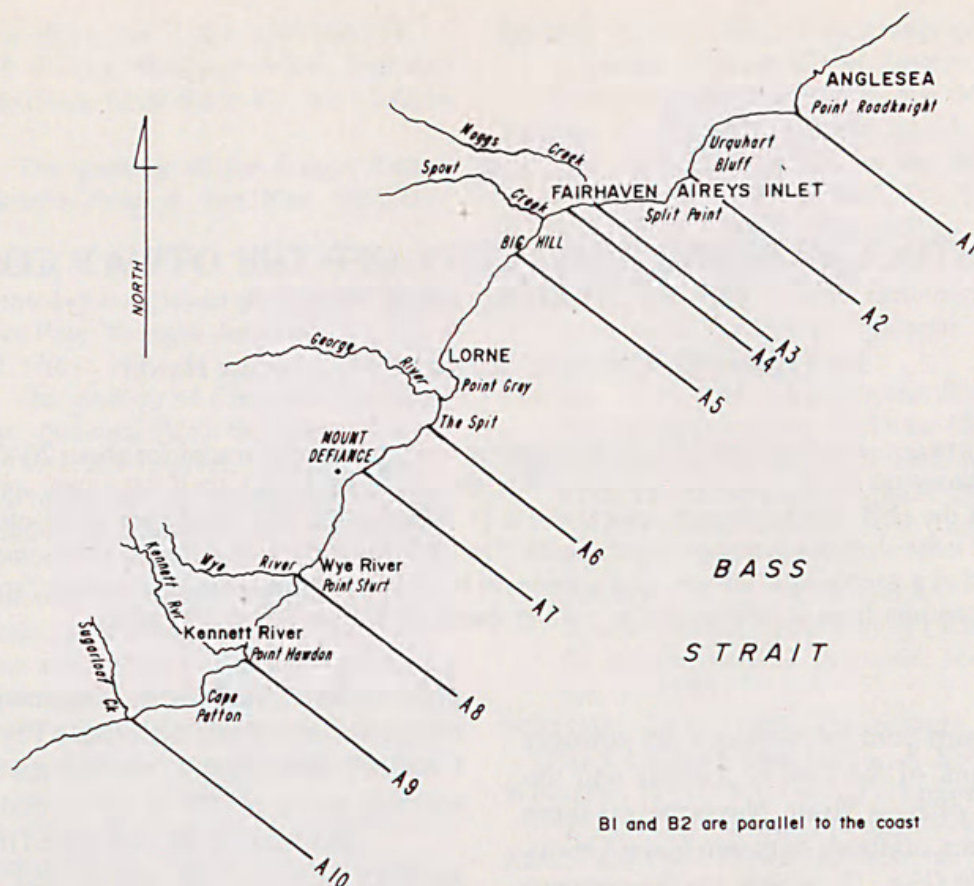 ANGLESEA
Point Roadknight
Urquhart
Bluff
Moggs Creek
Spout Creek
FAIRHAVEN
AIREYS INLET
Split Point
BIG HILL
A1
A2
A3
A4
A5
NORTH
George River
LORNE
Point Grey
The Spit
MOUNT
DEFIANCE
A6
A7
BASS
STRAIT
Wye River
Wye River
Point Sturt
Kennett Rvr
Kennett River
Point Hawdon
Sugarloaf Ck
Cape
Patton
A8
A9
A10
B1 and B2 are parallel to the coast